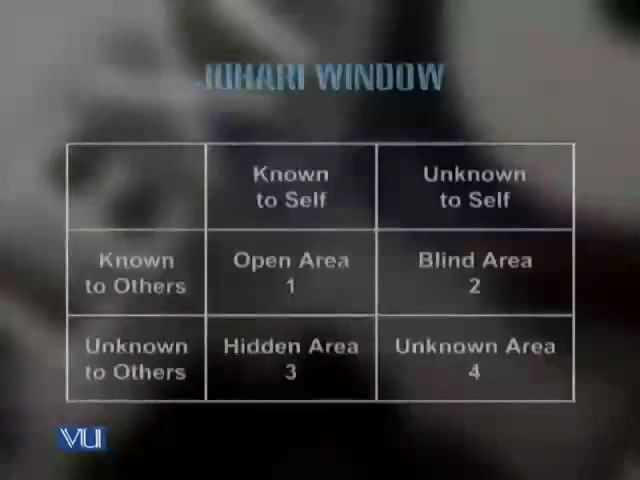 JOHARI WINDOW
Known Unknown
to Self to Self
Known Open Area Blind Area
to Others 1 2
Unknown Hidden Area Unknown Area
to Others 3 4
VU